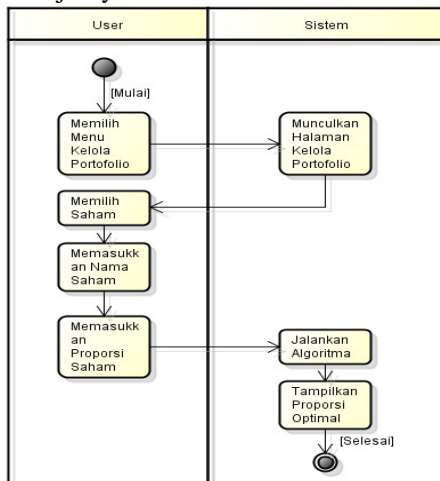 User
Sistem
[Mulai]
Memilih
Menu
Kelola
Portofolio
Munculkan
Halaman
Kelola
Portofolio
Memilih
Saham
Memasukk
an Nama
Saham
Memasukk
an
Proporsi
Saham
Jalankan
Algoritma
Tampilkan
Proporsi
Optimal
[Selesai]